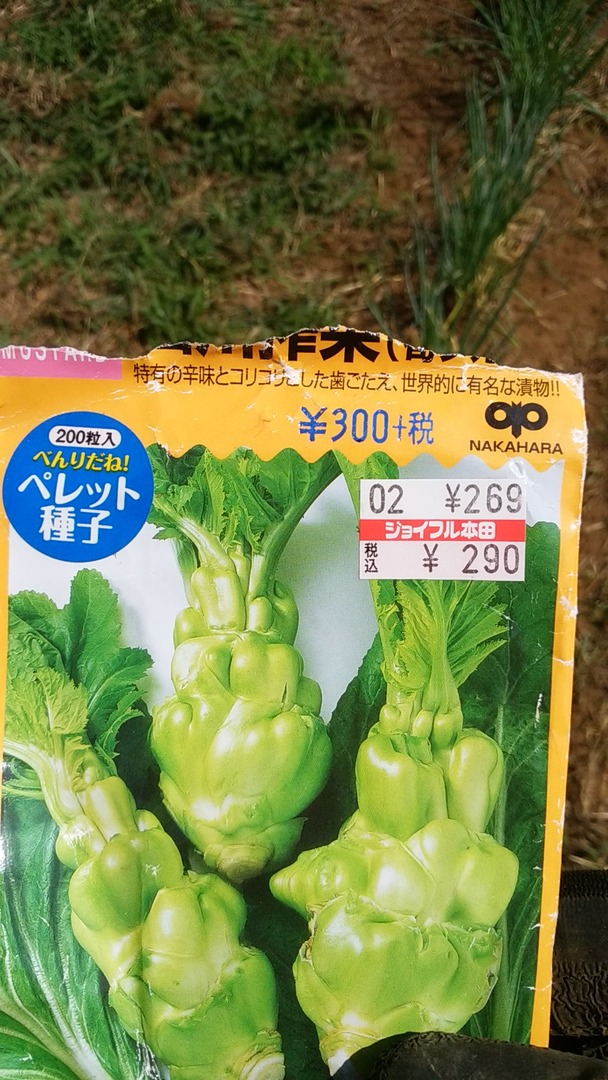 特有の辛味とコリコリとした歯ごたえ、世界的に有名な漬物!!
¥300+税
NAKAHARA
200粒入
べんりだね!
ペレット
種子
02 ¥269
ジョイフル本田
税込 ¥ 290